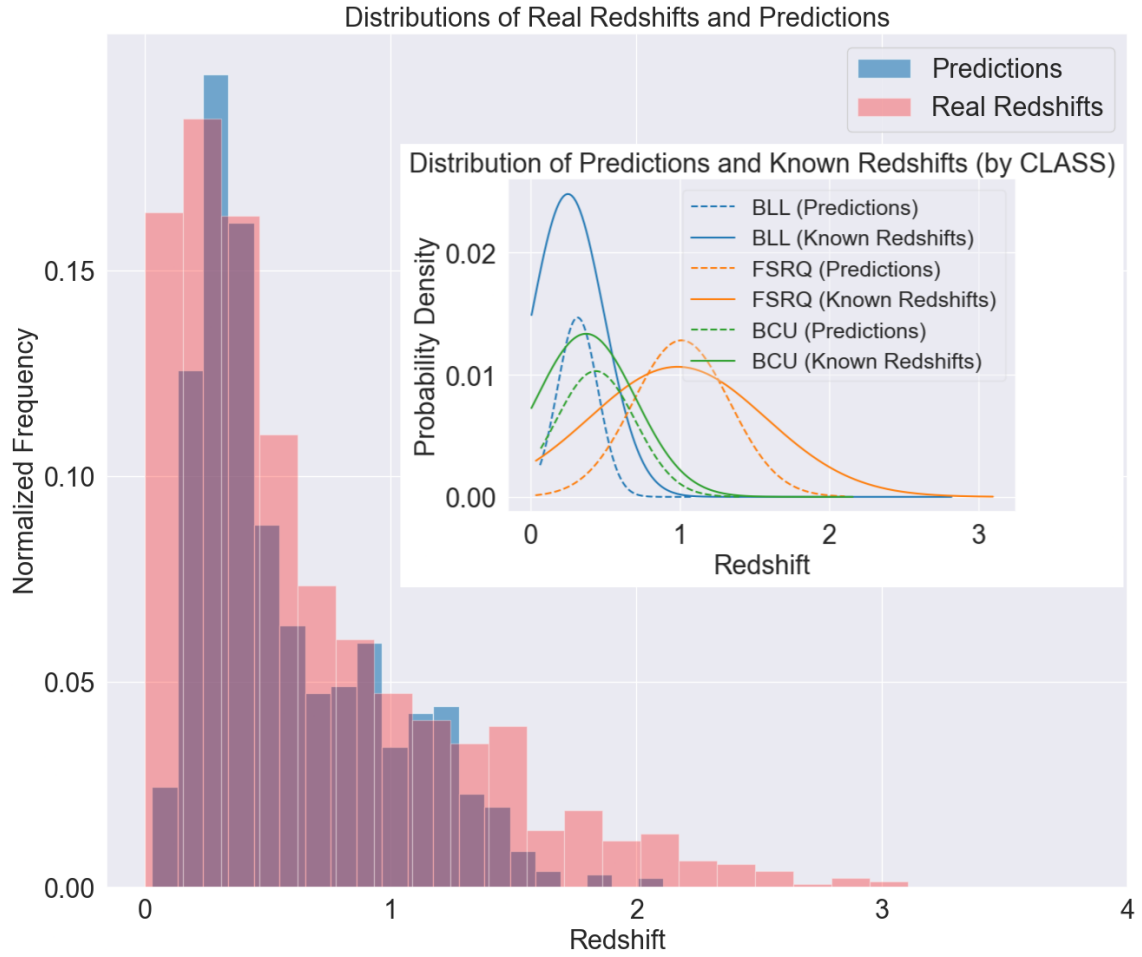 Distributions of Real Redshifts and Predictions
Predictions
Real Redshifts
Distribution of Predictions and Known Redshifts (by CLASS)
BLL (Predictions)
BLL (Known Redshifts)
FSRQ (Predictions)
FSRQ (Known Redshifts)
BCU (Predictions)
BCU (Known Redshifts)
Probability Density
0.02
0.01
0.00
0 1 2 3
Redshift
Normalized Frequency
0.15
0.10
0.05
0.00
0 1 2 3 4
Redshift